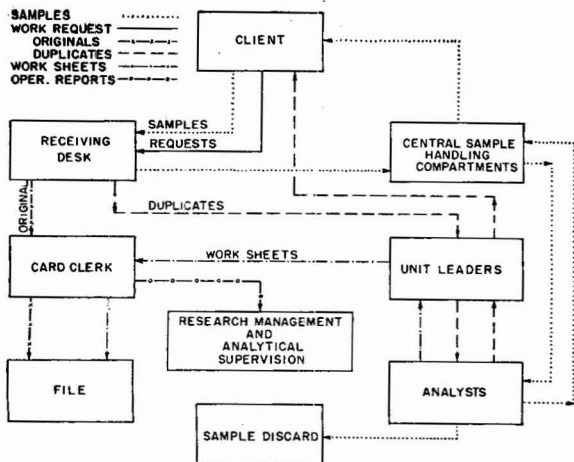 SAMPLES
WORK REQUEST
ORIGINALS
DUPLICATES
WORK SHEETS
OPER. REPORTS
CLIENT
SAMPLES
REQUESTS
RECEIVING
DESK
CENTRAL SAMPLE
HANDLING
COMPARTMENTS
ORIGINAL
DUPLICATES
WORK SHEETS
CARD CLERK
UNIT LEADERS
RESEARCH MANAGEMENT
AND
ANALYTICAL
SUPERVISION
FILE
ANALYSTS
SAMPLE DISCARD